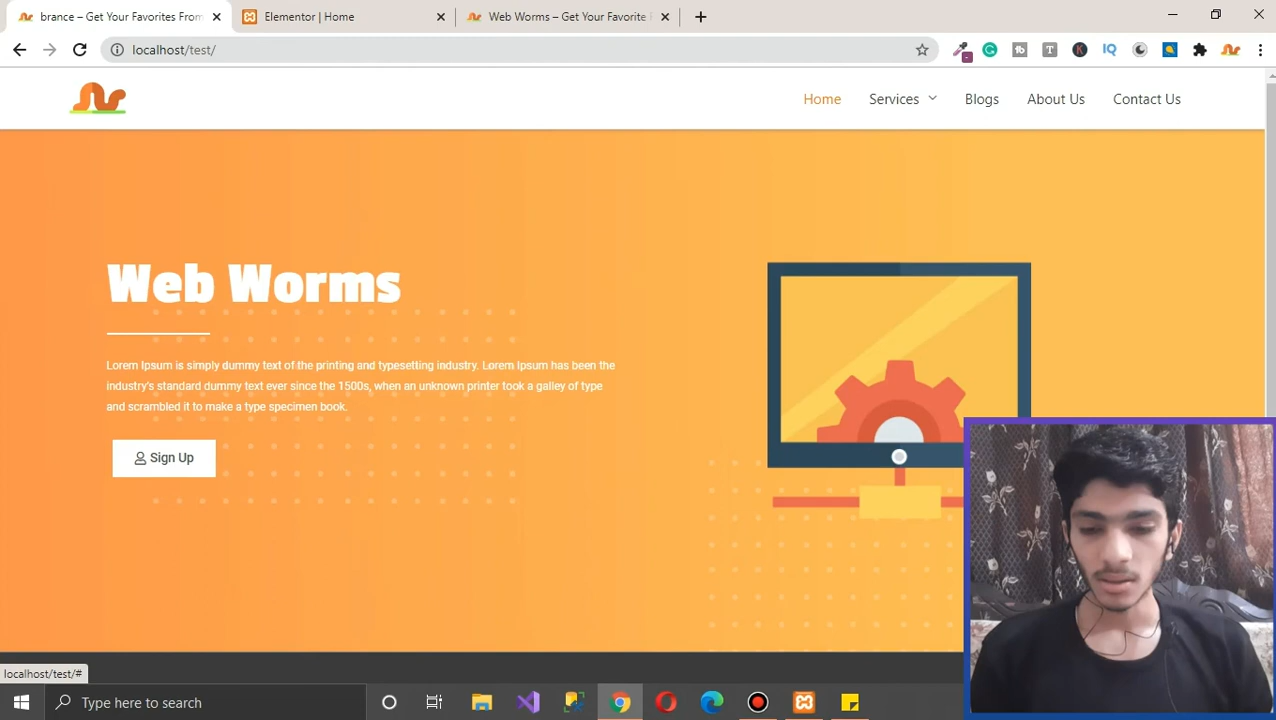 brance – Get Your Favorites From
Elementor | Home
Web Worms – Get Your Favorite
localhost/test/
Home
Services
Blogs
About Us
Contact Us
Web Worms
Lorem Ipsum is simply dummy text of the printing and typesetting industry. Lorem Ipsum has been the
industry's standard dummy text ever since the 1500s, when an unknown printer took a galley of type
and scrambled it to make a type specimen book.
Sign Up
localhost/test/#
Type here to search